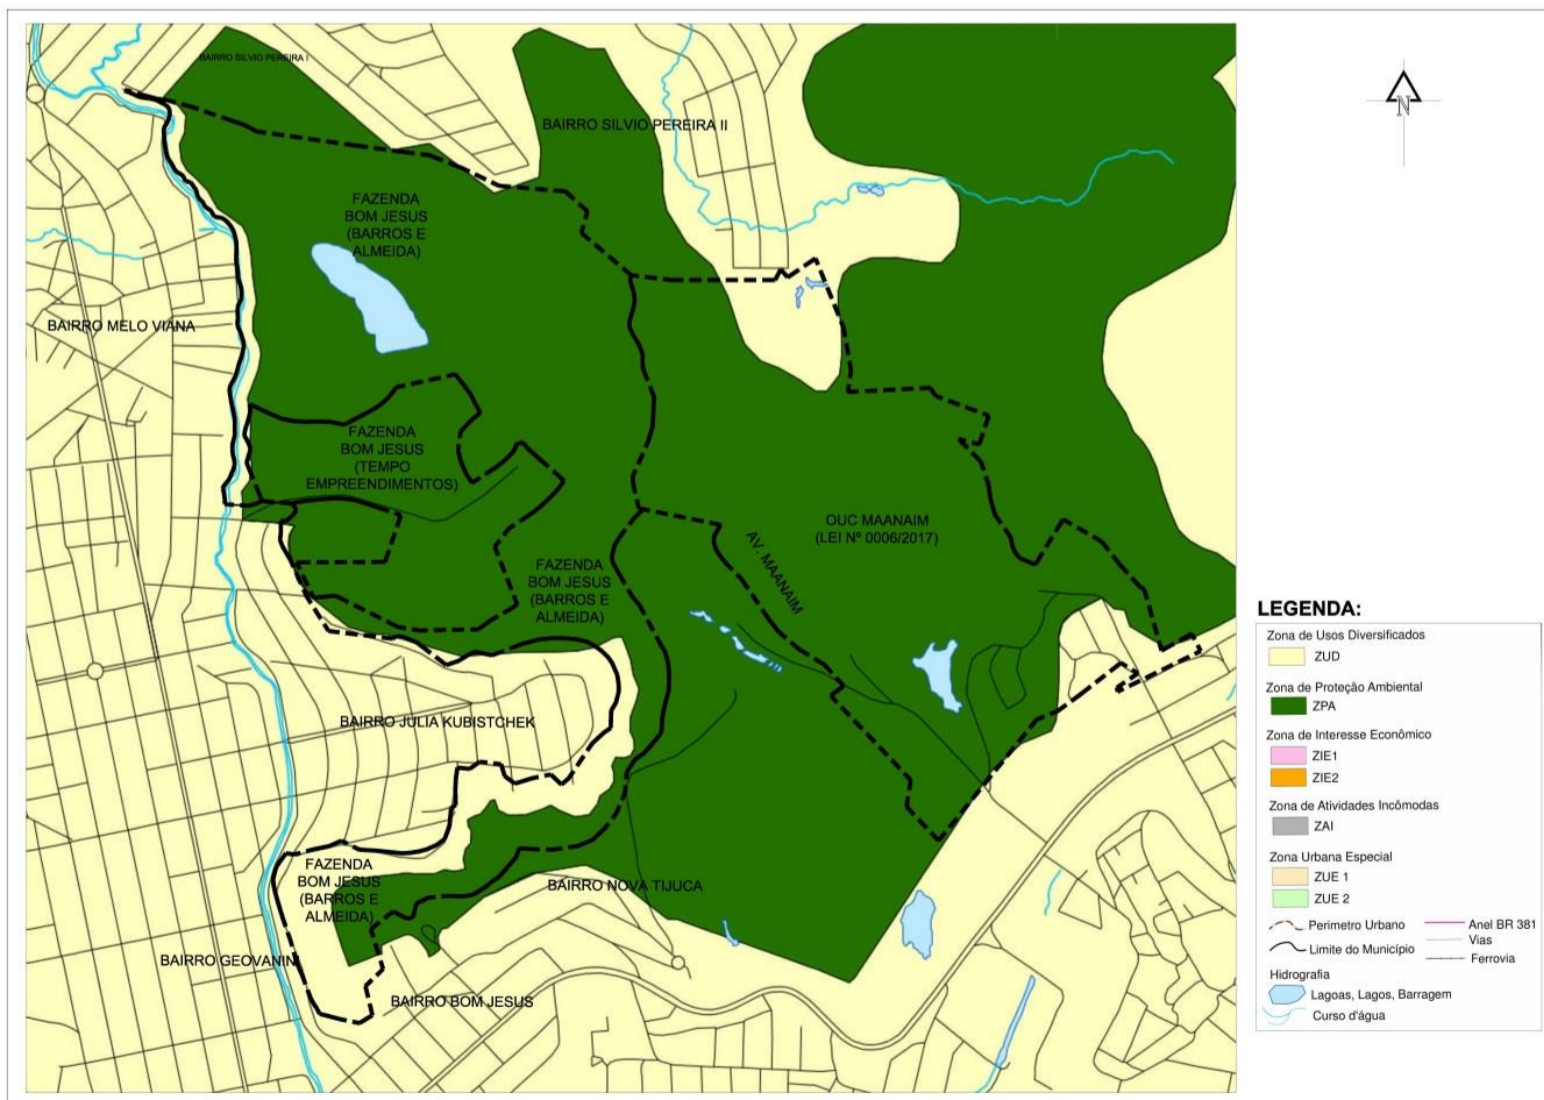 BAIRRO SILVIO PEREIRA I
BAIRRO SILVIO PEREIRA II
N
FAZENDA
BOM JESUS
(BARROS E
ALMEIDA)
BAIRRO MELO VIANA
FAZENDA
BOM JESUS
(TEMPO
EMPREENDIMENTOS)
OUC MAANAIM
(LEI Nº 0006/2017)
AV. MAANAIM
FAZENDA
BOM JESUS
(BARROS E
ALMEIDA)
BAIRRO JULIA KUBISTCHEK
FAZENDA
BOM JESUS
(BARROS E
ALMEIDA)
BAIRRO NOVA TIJUCA
BAIRRO GEOVANINI
BAIRRO BOM JESUS
LEGENDA:
Zona de Usos Diversificados
ZUD
Zona de Proteção Ambiental
ZPA
Zona de Interesse Econômico
ZIE1
ZIE2
Zona de Atividades Incômodas
ZAI
Zona Urbana Especial
ZUE 1
ZUE 2
Perimetro Urbano
Limite do Município
Anel BR 381
Vias
Ferrovia
Hidrografia
Lagoas, Lagos, Barragem
Curso d'água